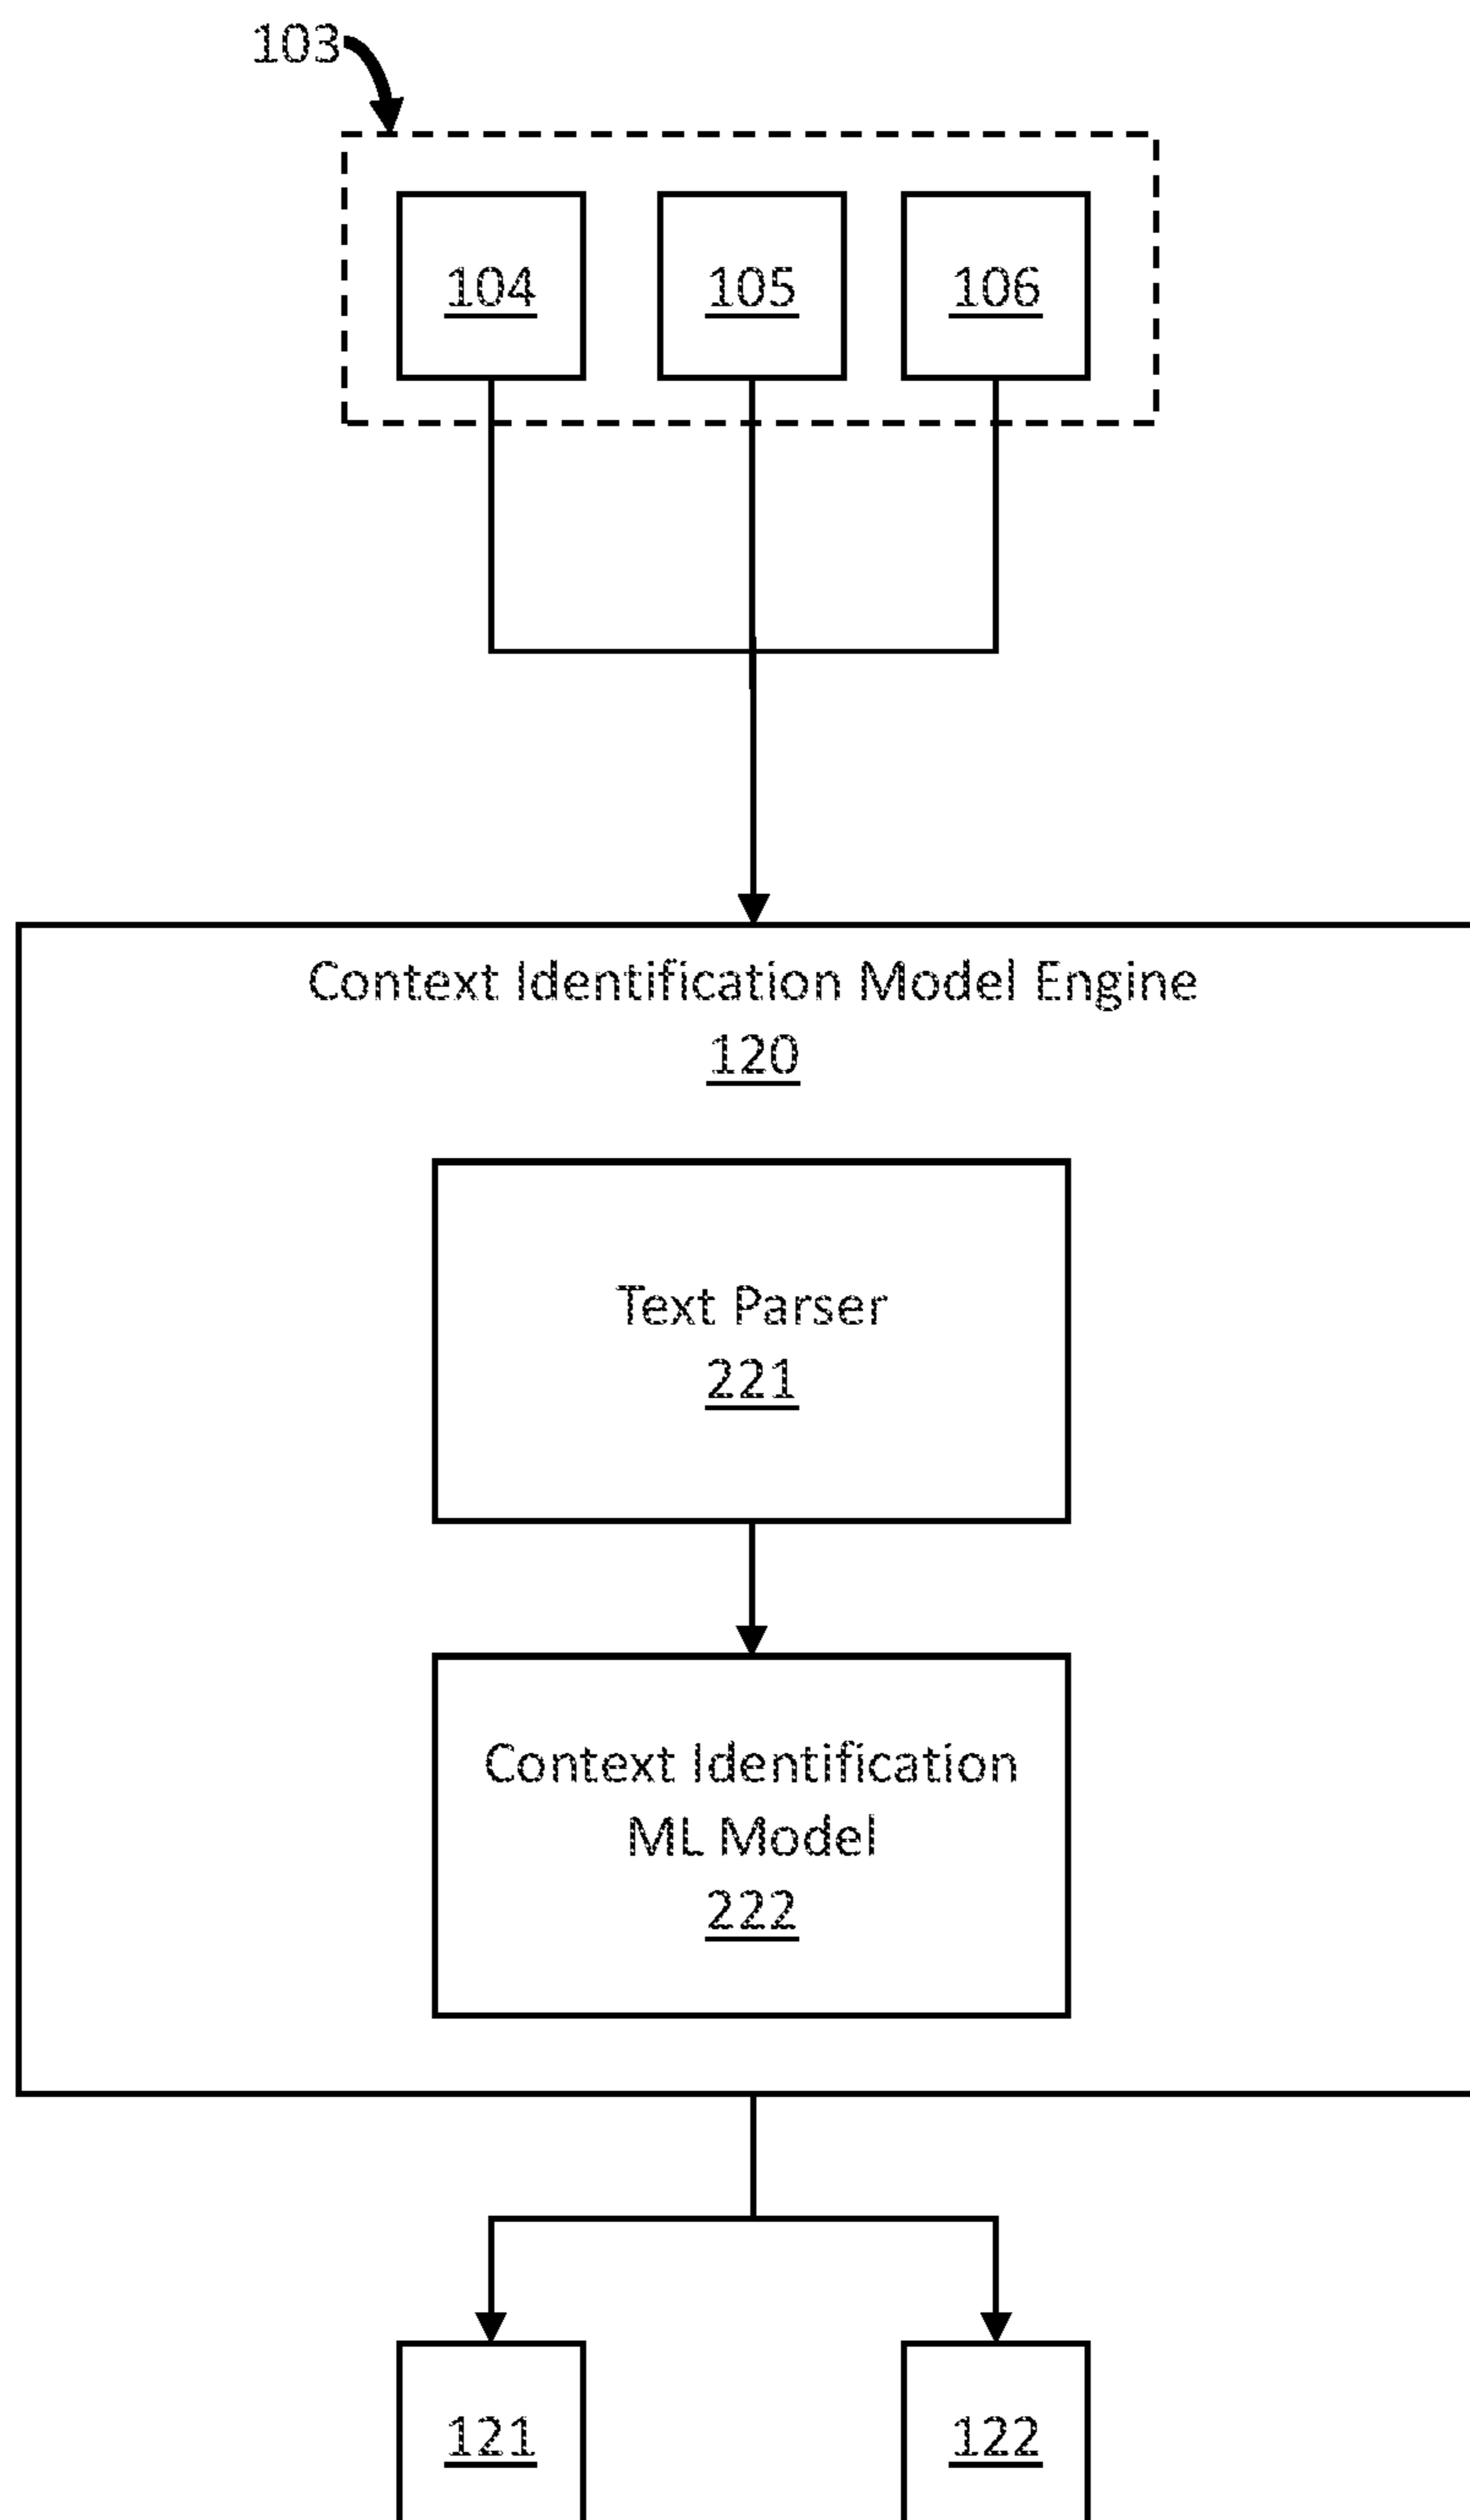 103
104 105 106
Context Identification Model Engine
120
Text Parser
221
Context Identification
ML Model
222
121 122